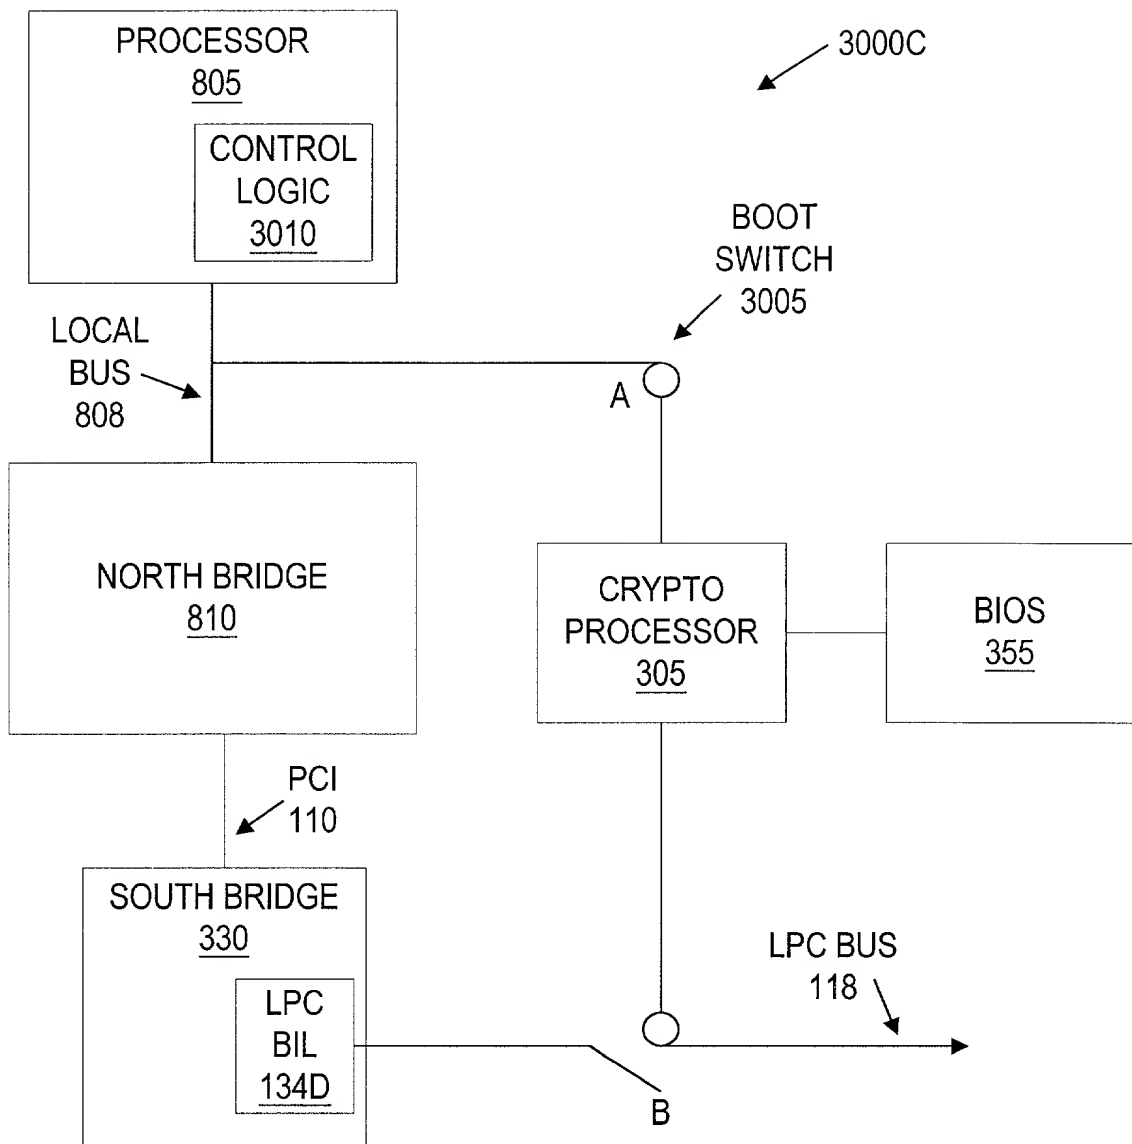 PROCESSOR
805
CONTROL
LOGIC
3010
3000C
BOOT
SWITCH
3005
LOCAL
BUS
808
A
NORTH BRIDGE
810
CRYPTO
PROCESSOR
305
BIOS
355
PCI
110
SOUTH BRIDGE
330
LPC
BIL
134D
LPC BUS
118
B